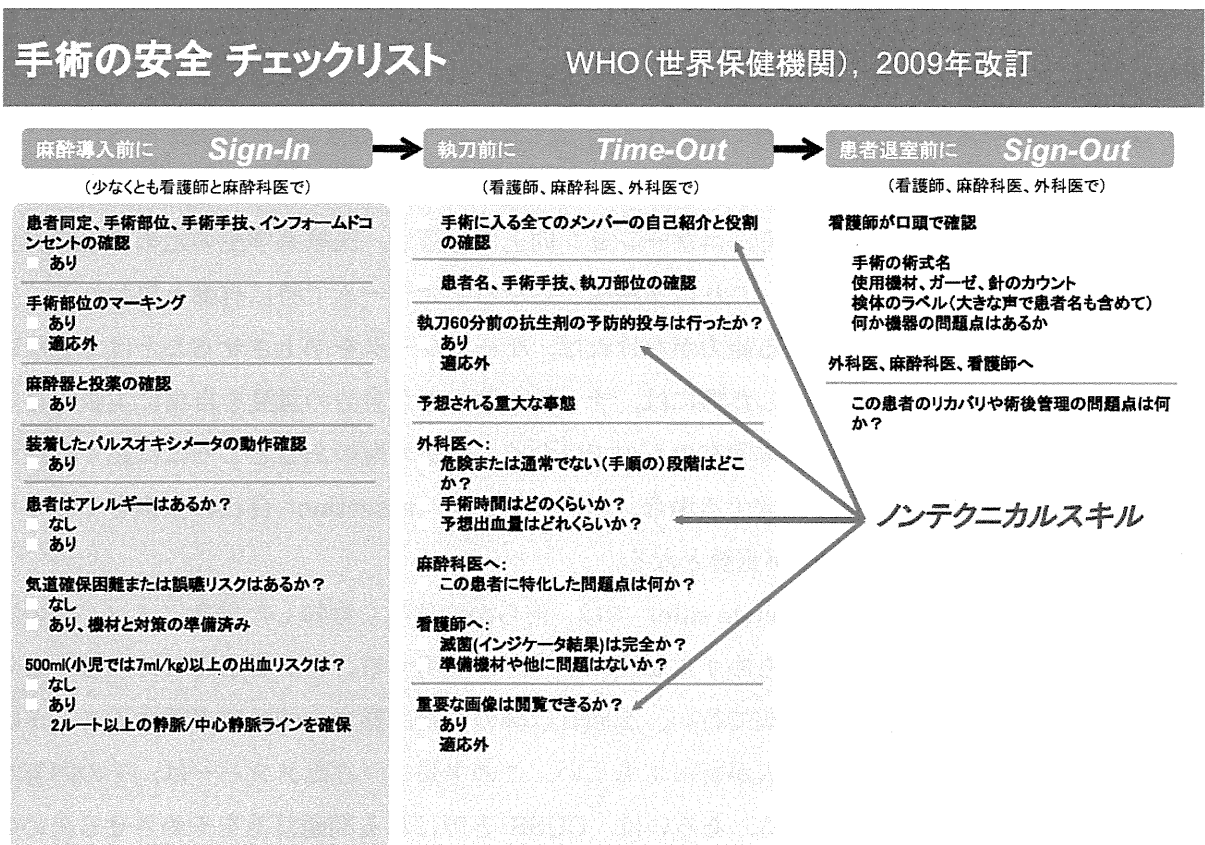 手術の安全 チェックリスト
WHO(世界保健機関), 2009年改訂
麻酔導入前に Sign-In
(少なくとも看護師と麻酔科医で)
患者同定、手術部位、手術手技、インフォームドコ
ンセントの確認
あり
手術部位のマーキング
あり
適応外
麻酔器と投薬の確認
あり
装着したパルスオキシメータの動作確認
あり
患者はアレルギーはあるか?
なし
あり
気道確保困難または誤嚥リスクはあるか?
なし
あり、機材と対策の準備済み
500ml(小児では7ml/kg)以上の出血リスクは?
なし
あり
2ルート以上の静脈/中心静脈ラインを確保
執刀前に Time-Out
(看護師、麻酔科医、外科医で)
手術に入る全てのメンバーの自己紹介と役割
の確認
患者名、手術手技、執刀部位の確認
執刀60分前の抗生剤の予防的投与は行ったか?
あり
適応外
予想される重大な事態
外科医へ:
危険または通常でない(手順の)段階はどこ
か?
手術時間はどのくらいか?
予想出血量はどれくらいか?
麻酔科医へ:
この患者に特化した問題点は何か?
看護師へ:
滅菌(インジケータ結果)は完全か?
準備機材や他に問題はないか?
重要な画像は閲覧できるか?
あり
適応外
患者退室前に Sign-Out
(看護師、麻酔科医、外科医で)
看護師が口頭で確認
手術の術式名
使用機材、ガーゼ、針のカウント
検体のラベル(大きな声で患者名も含めて)
何か機器の問題点はあるか
外科医、麻酔科医、看護師へ
この患者のリカバリや術後管理の問題点は何
か?
ノンテクニカルスキル